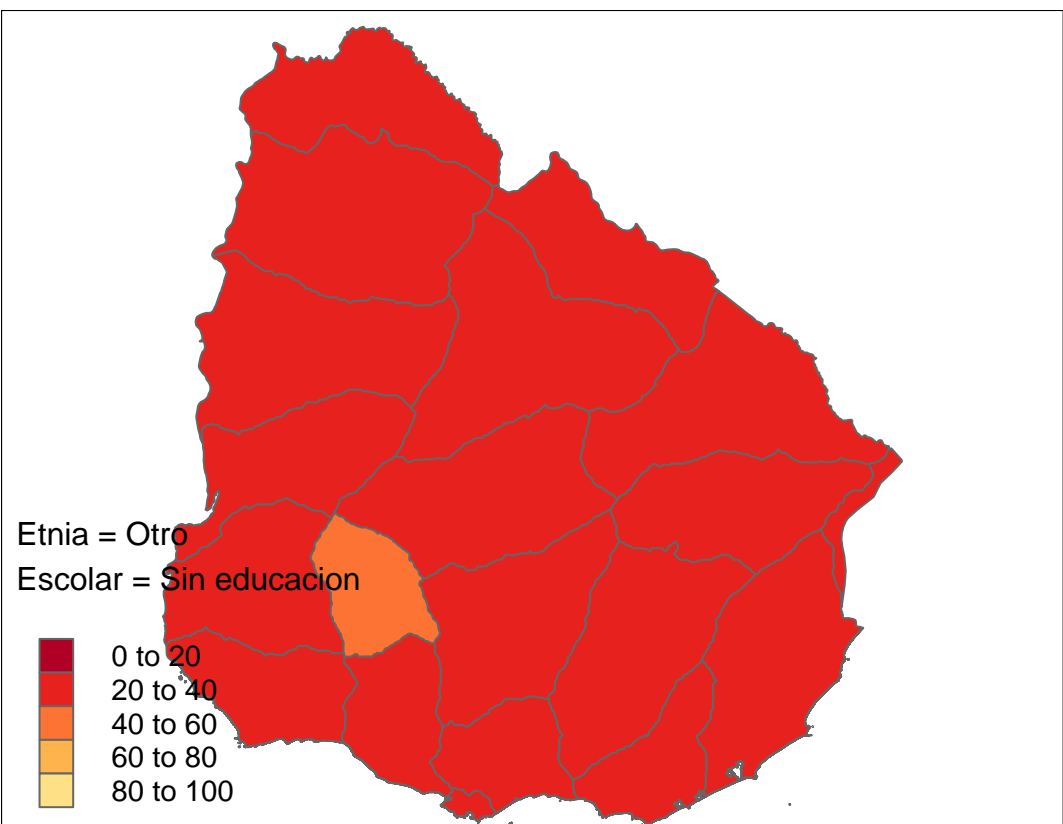 Etnia = Otro
Escolar = Sin educacion
0 to 20
20 to 40
40 to 60
60 to 80
80 to 100